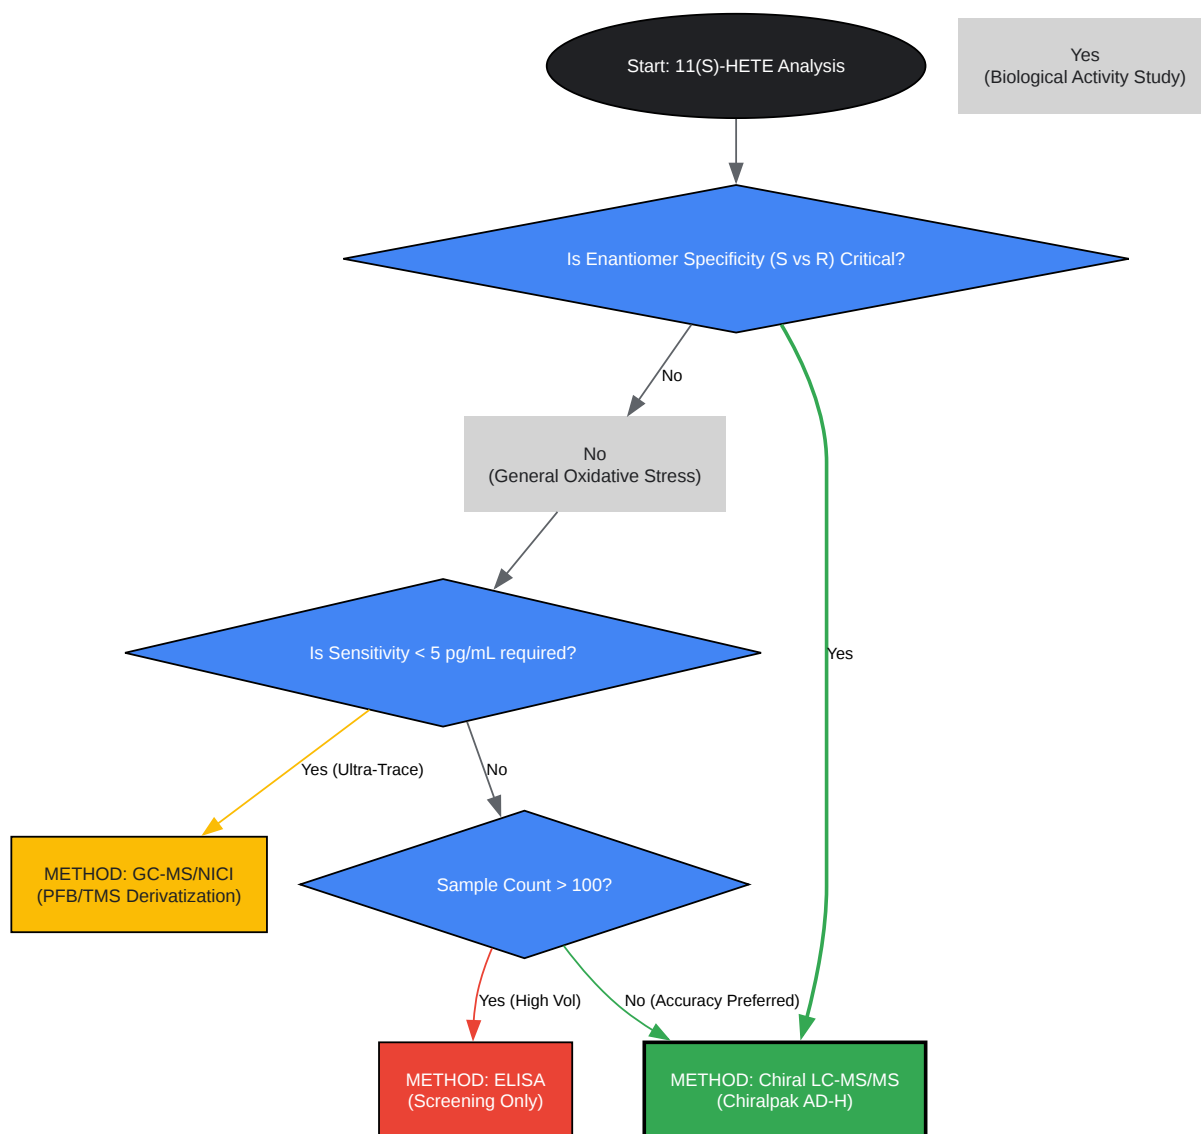 Start: 11(S)-HETE Analysis
Yes
(Biological Activity Study)
Is Enantiomer Specificity (S vs R) Critical?
No
No
(General Oxidative Stress)
Is Sensitivity < 5 pg/mL required?
Yes
Yes (Ultra-Trace)
No
METHOD: GC-MS/NICI
(PFB/TMS Derivatization)
Sample Count > 100?
Yes (High Vol)
No (Accuracy Preferred)
METHOD: ELISA
(Screening Only)
METHOD: Chiral LC-MS/MS
(Chiralpak AD-H)